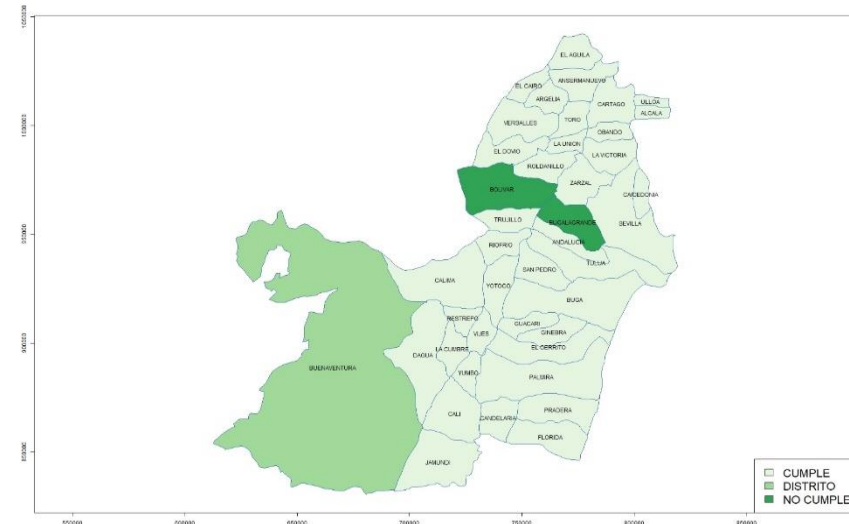 EL AGUILA
ANSERMANUEVO
EL CAIRO
ARGELIA
CARTAGO
ULLOA
ALCALA
VERSALLES
TORO
OBANDO
LA UNION
EL DOVIO
LA VICTORIA
ROLDANILLO
ZARZAL
BOLIVAR
CAICEDONIA
TRUJILLO
BUGALAGRANDE
SEVILLA
ANDALUCIA
RIOFRIO
TULUA
SAN PEDRO
CALIMA
YOTOCO
BUGA
RESTREPO
GUACARI
VIJES
GINEBRA
LA CUMBRE
EL CERRITO
DAGUA
BUENAVENTURA
YUMBO
PALMIRA
CALI
CANDELARIA
PRADERA
FLORIDA
JAMUNDI
CUMPLE
DISTRITO
NO CUMPLE